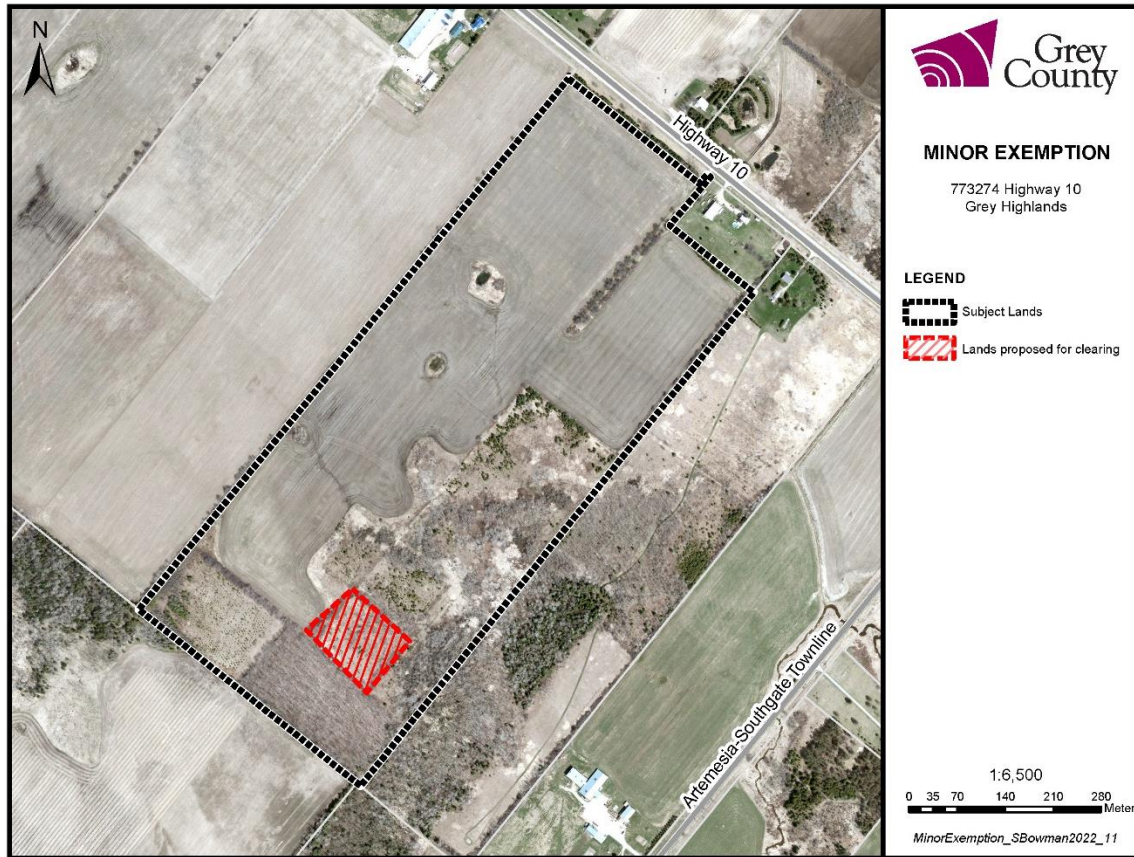 N
Highway 10
Artemesia-Southgate Townline
Grey
County
MINOR EXEMPTION
773274 Highway 10
Grey Highlands
LEGEND
Subject Lands
Lands proposed for clearing
1:6,500
0 35 70 140 210 280
Meter
MinorExemption_SBowman2022_11